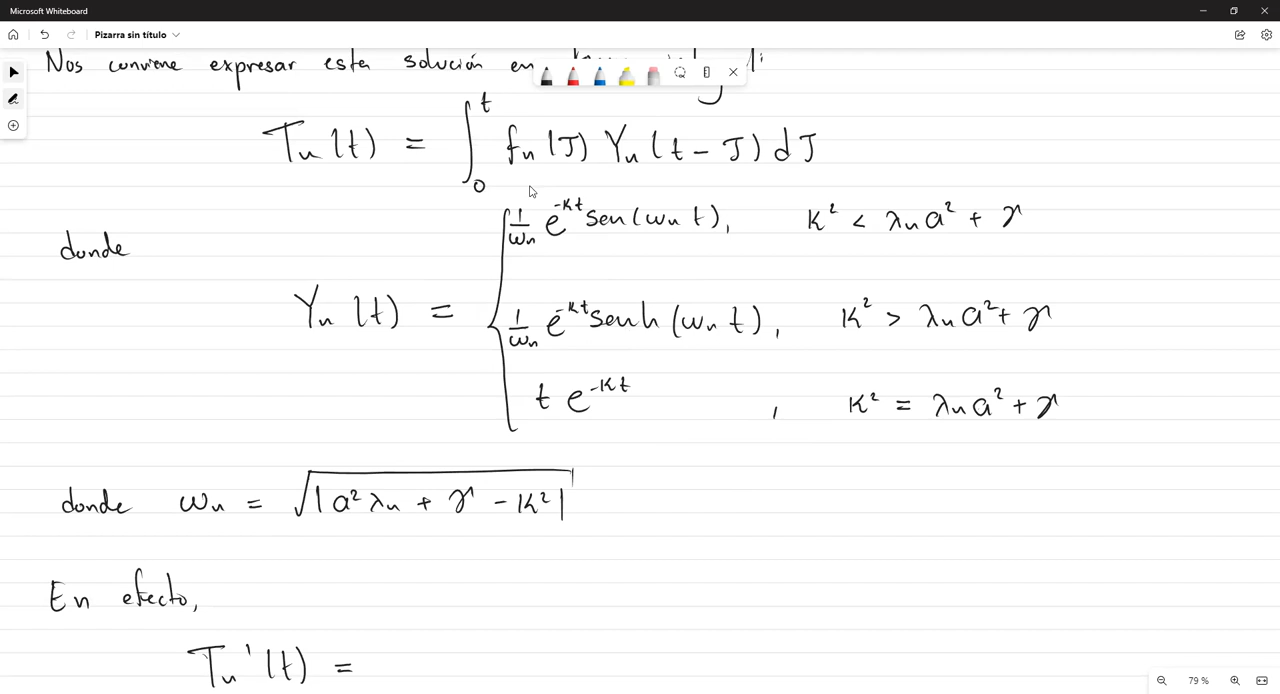 Microsoft Whiteboard
Pizarra sin título
Nos conviene expresar esta solución en
Tn(t) = ∫₀ᵗ fn(J) Yn(t - J) dJ
1/ωn e^-Kt sen(ωn t), K² < λn a² + γ
donde
Yn(t) = 1/ωn e^-Kt senh(ωn t), K² > λn a² + γ
t e^-Kt , K² = λn a² + γ
donde ωn = √|a² λn + γ - K²|
En efecto,
Tn'(t) =
79 %